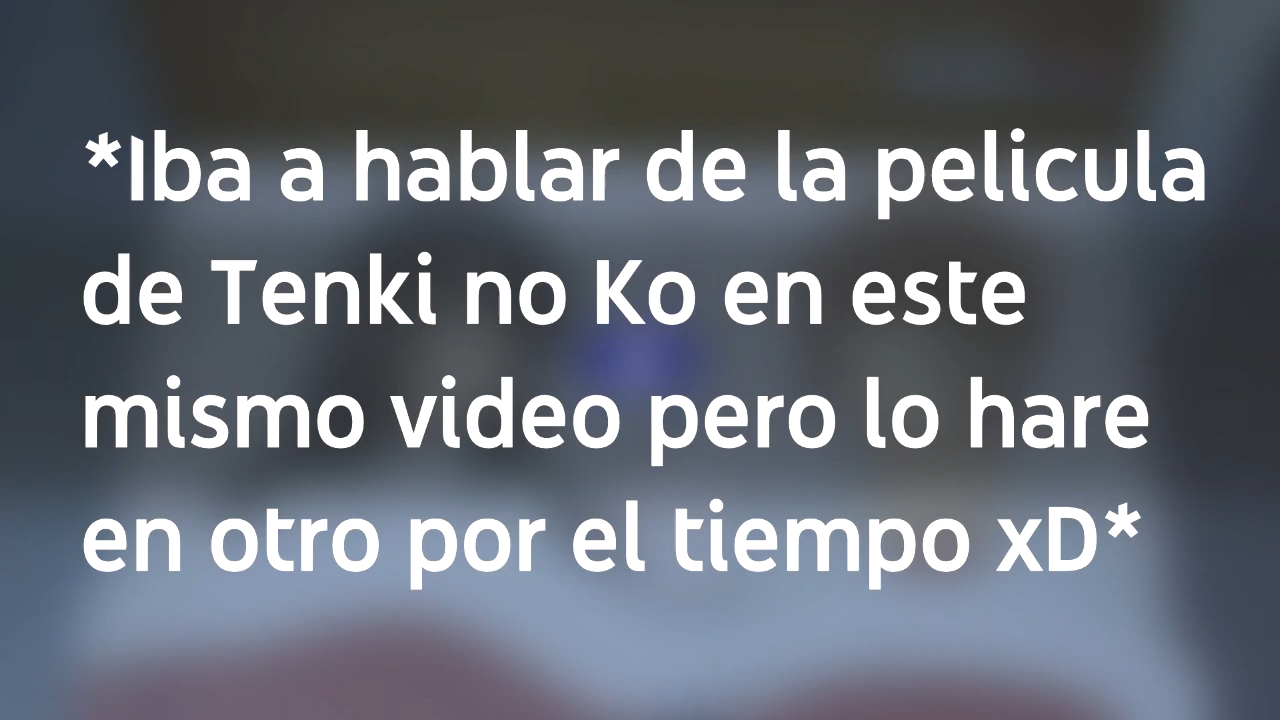 *Iba a hablar de la pelicula
de Tenki no Ko en este
mismo video pero lo hare
en otro por el tiempo xD*